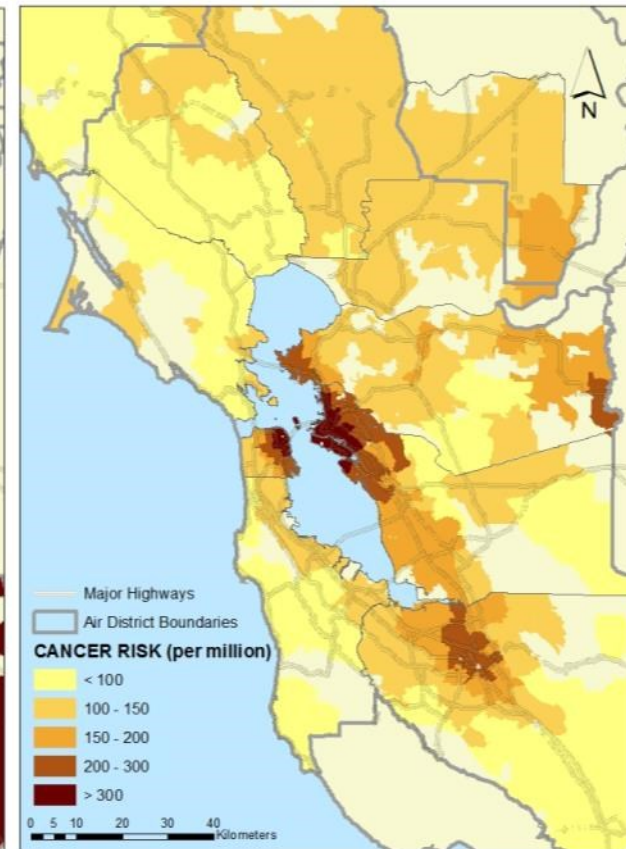 N
Major Highways
Air District Boundaries
CANCER RISK (per million)
< 100
100 - 150
150 - 200
200 - 300
> 300
0 5 10 20 30 40
Kilometers